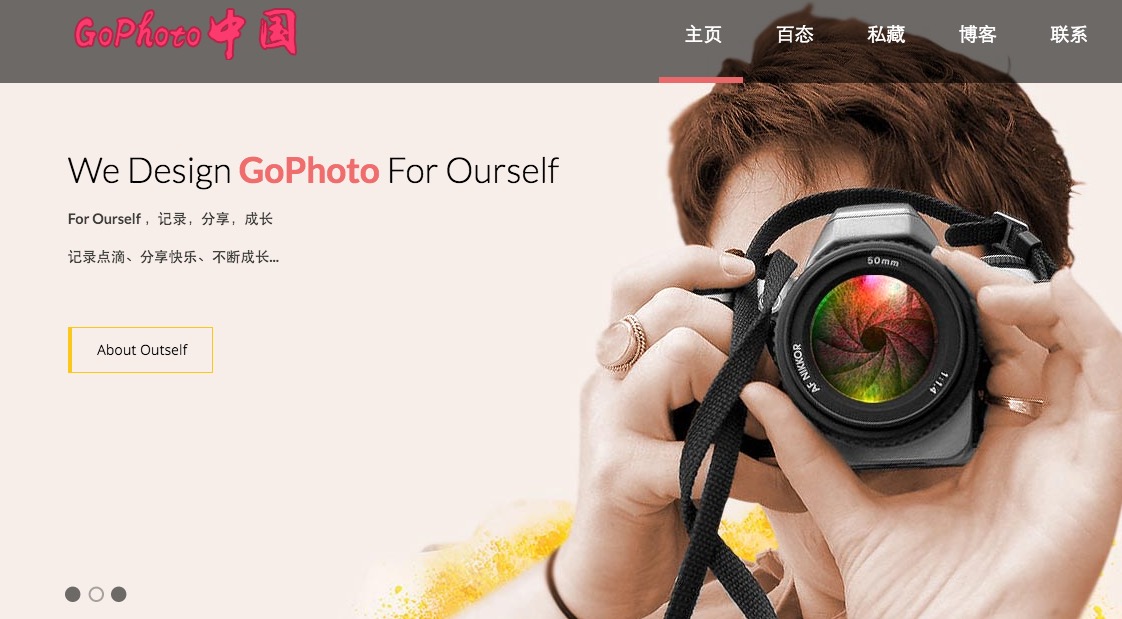 GoPhoto中国
主页 百态 私藏 博客 联系
We Design GoPhoto For Ourself
For Ourself ，记录，分享，成长
记录点滴、分享快乐、不断成长...
About Outself
50mm
AF NIKKOR
1:1.4